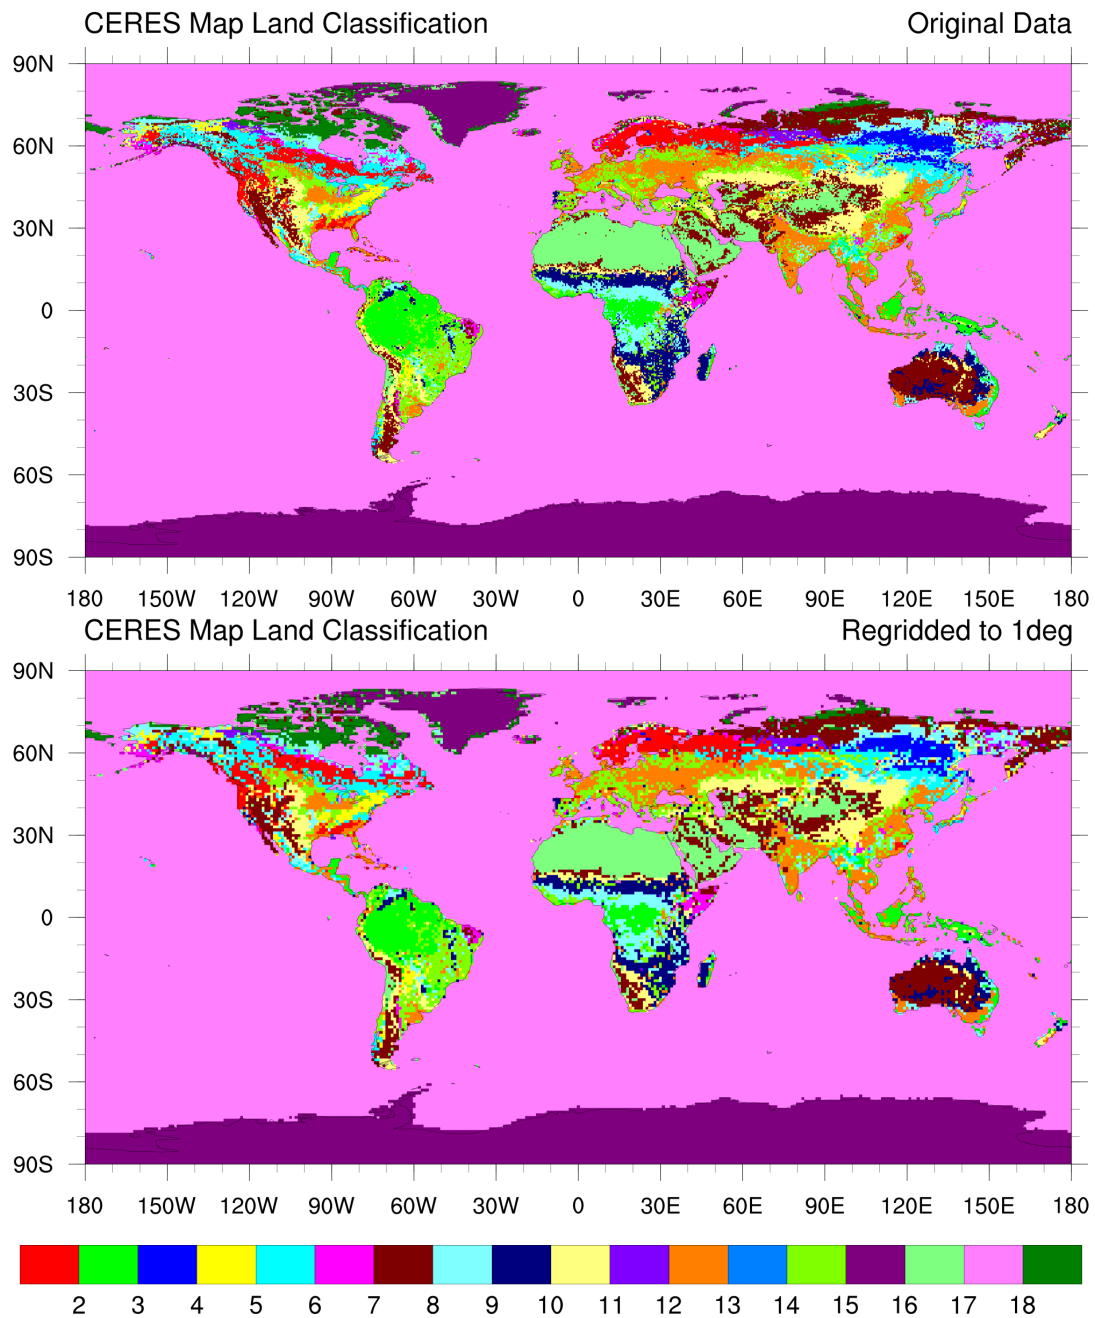 CERES Map Land Classification Original Data
90N
60N
30N
0
30S
60S
90S
180 150W 120W 90W 60W 30W 0 30E 60E 90E 120E 150E 180
CERES Map Land Classification Regridded to 1deg
90N
60N
30N
0
30S
60S
90S
180 150W 120W 90W 60W 30W 0 30E 60E 90E 120E 150E 180
2 3 4 5 6 7 8 9 10 11 12 13 14 15 16 17 18